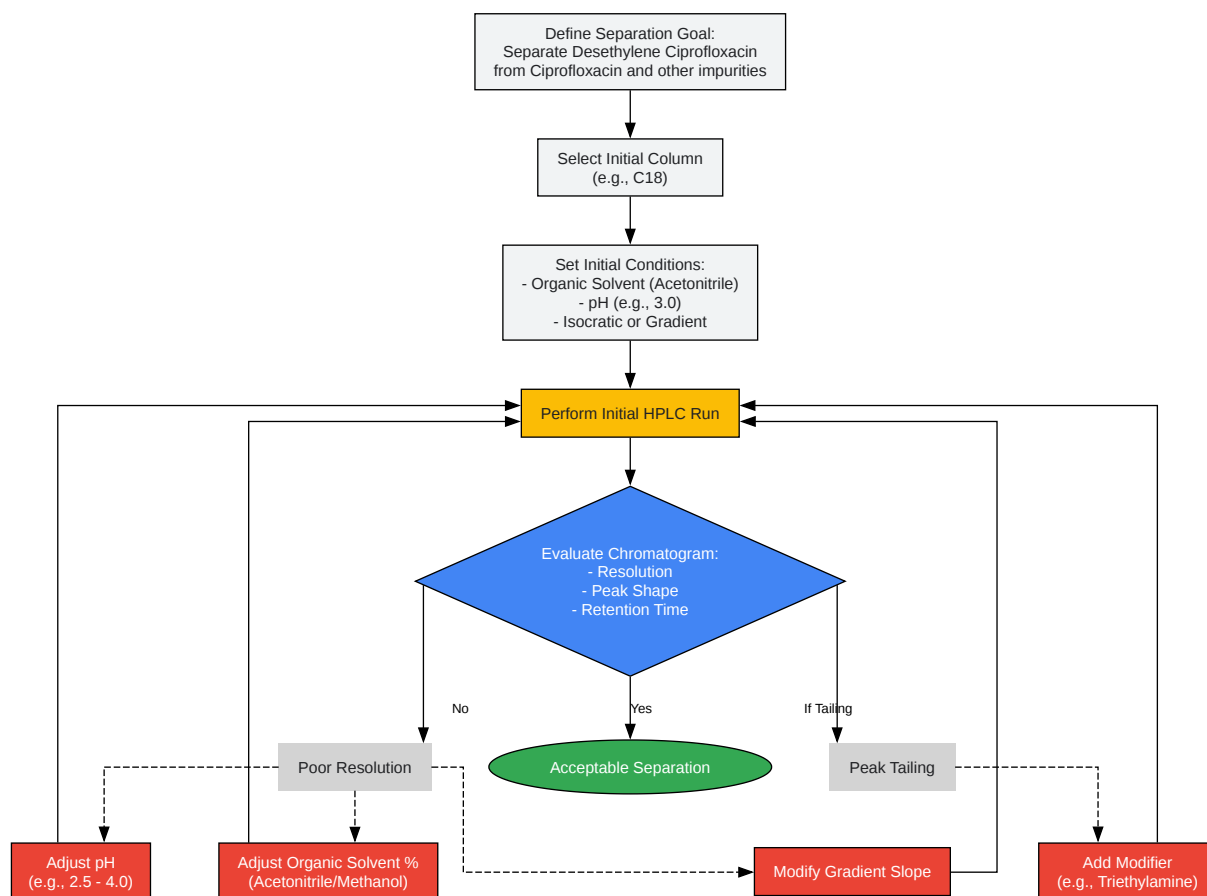 Define Separation Goal:
Separate Desethylene Ciprofloxacin
from Ciprofloxacin and other impurities
Select Initial Column
(e.g., C18)
Set Initial Conditions:
- Organic Solvent (Acetonitrile)
- pH (e.g., 3.0)
- Isocratic or Gradient
Perform Initial HPLC Run
Evaluate Chromatogram:
- Resolution
- Peak Shape
- Retention Time
No
Yes
If Tailing
Poor Resolution
Acceptable Separation
Peak Tailing
Adjust pH
(e.g., 2.5 - 4.0)
Adjust Organic Solvent %
(Acetonitrile/Methanol)
Modify Gradient Slope
Add Modifier
(e.g., Triethylamine)